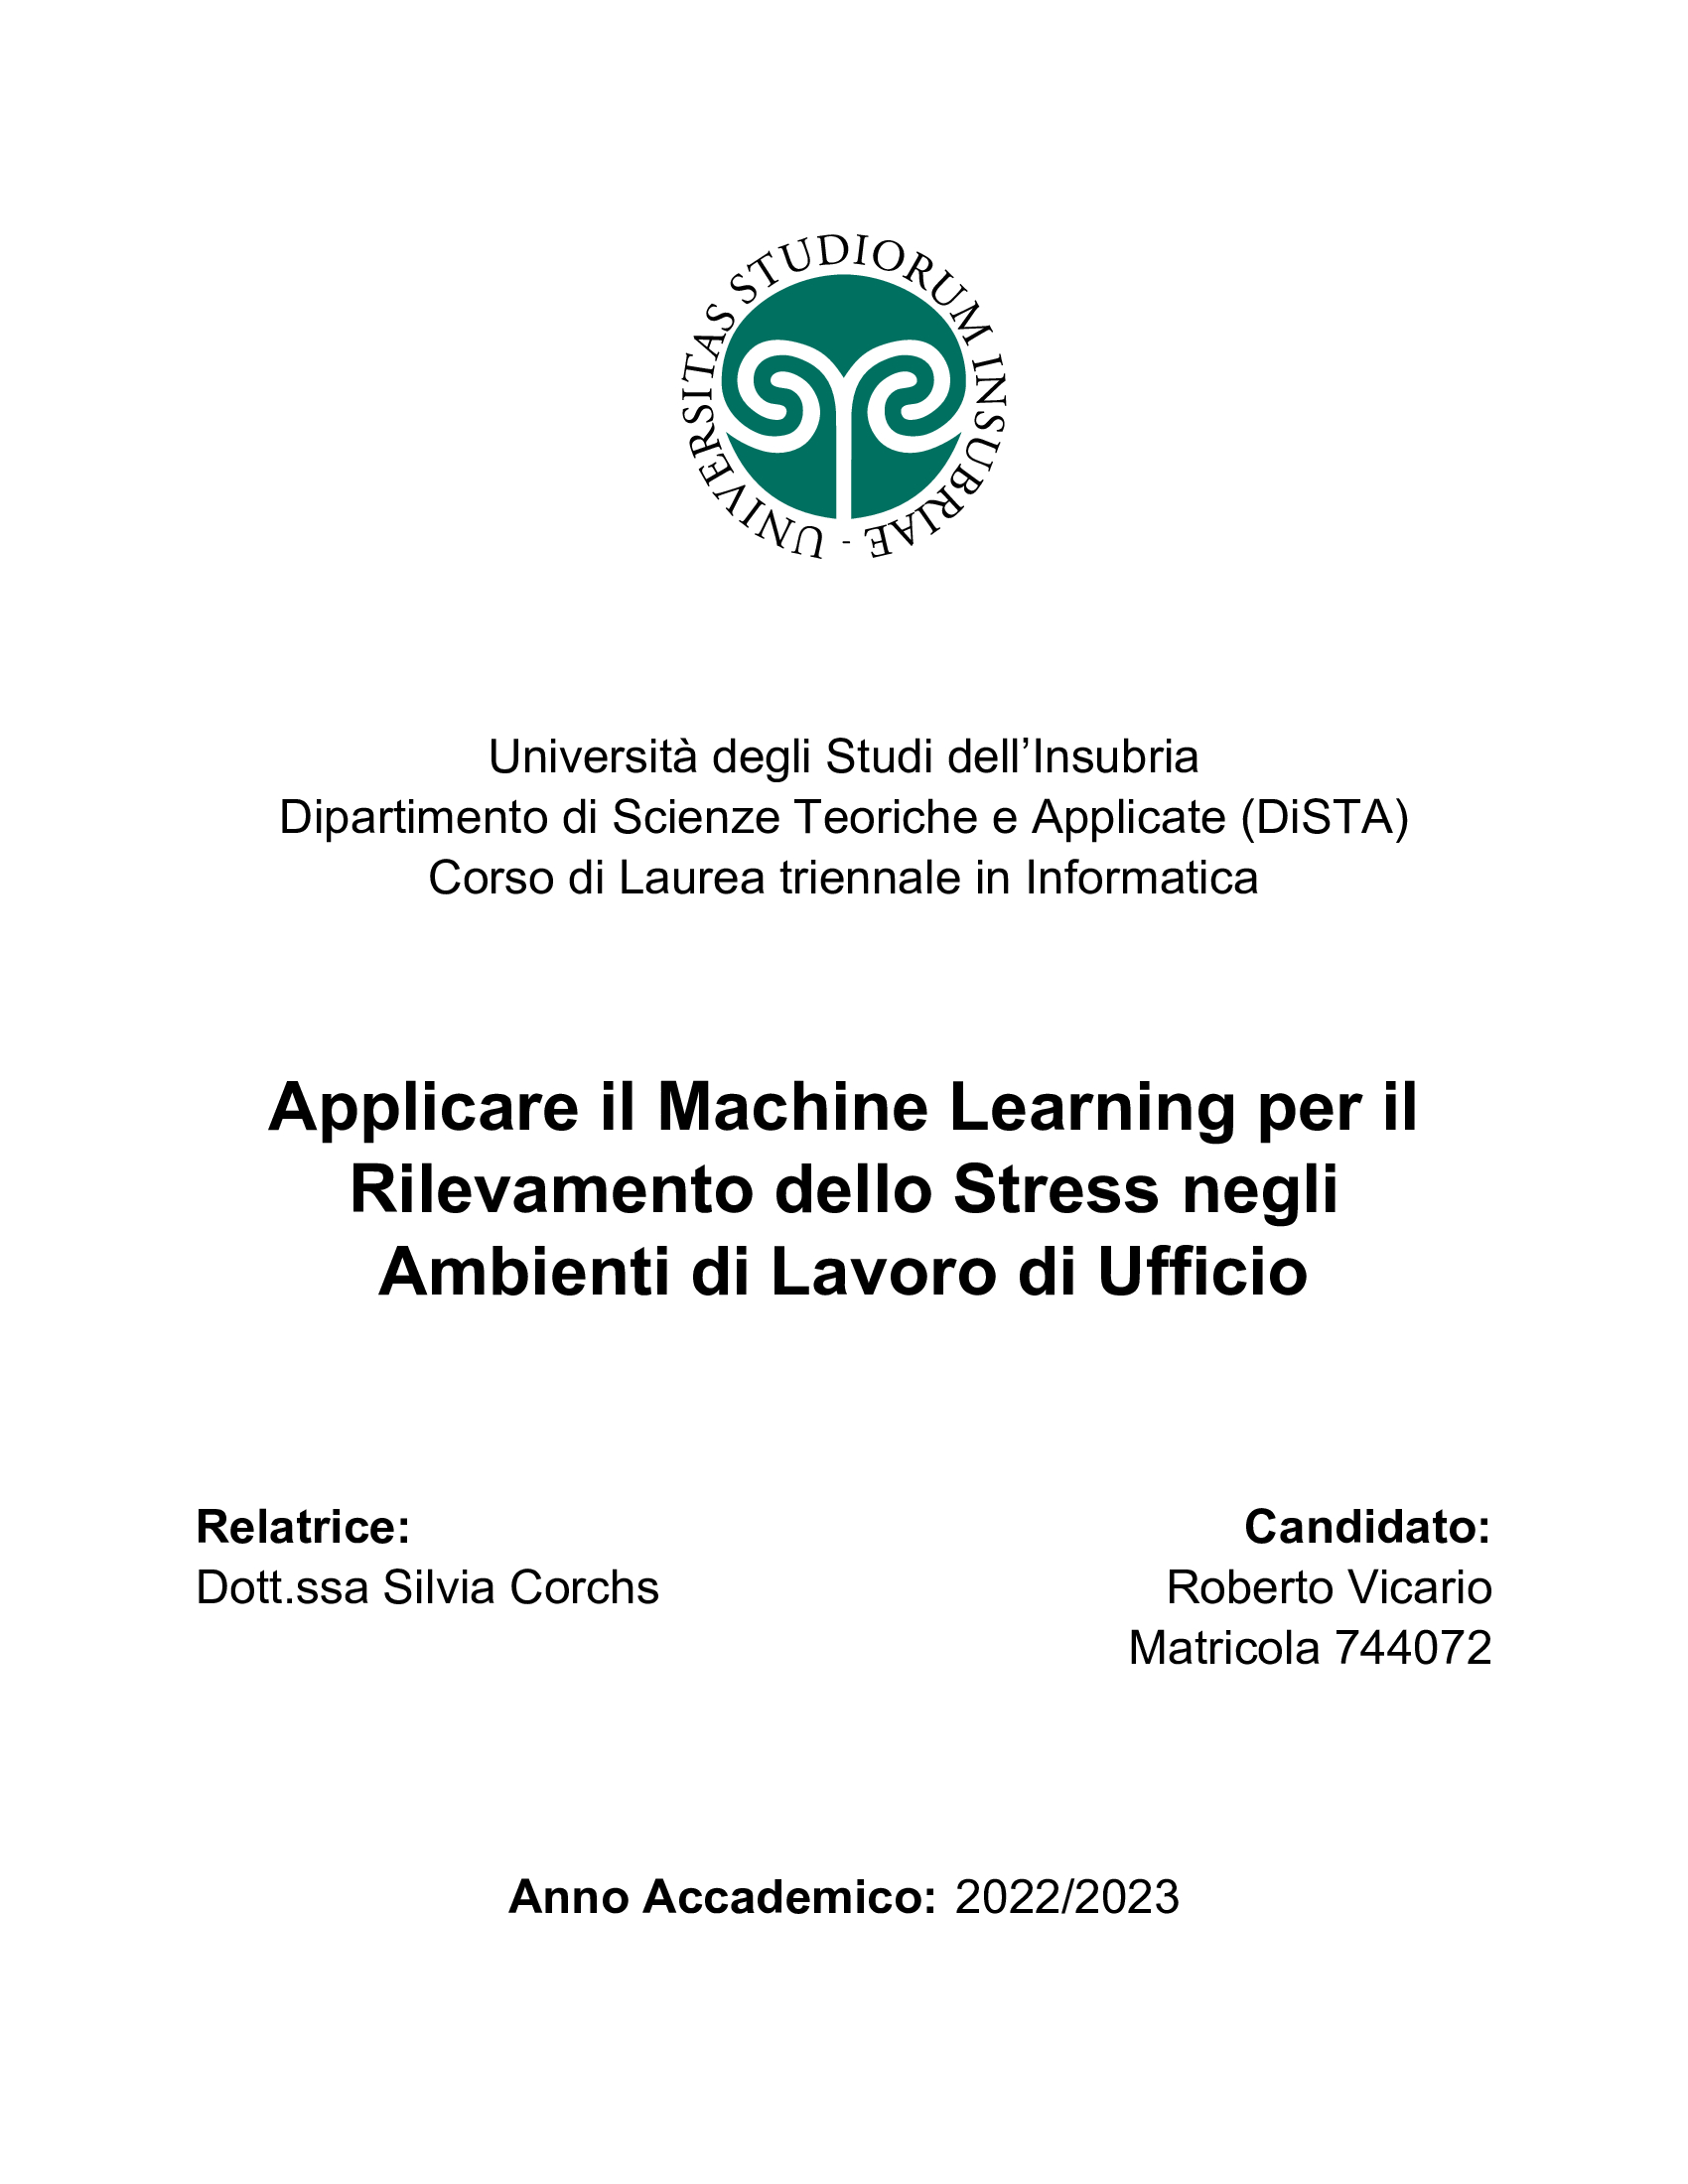 UNIVERSITAS STUDIORUM INSUBRIAE -
Università degli Studi dell’Insubria
Dipartimento di Scienze Teoriche e Applicate (DiSTA)
Corso di Laurea triennale in Informatica
Applicare il Machine Learning per il
Rilevamento dello Stress negli
Ambienti di Lavoro di Ufficio
Relatrice:
Dott.ssa Silvia Corchs
Candidato:
Roberto Vicario
Matricola 744072
Anno Accademico: 2022/2023